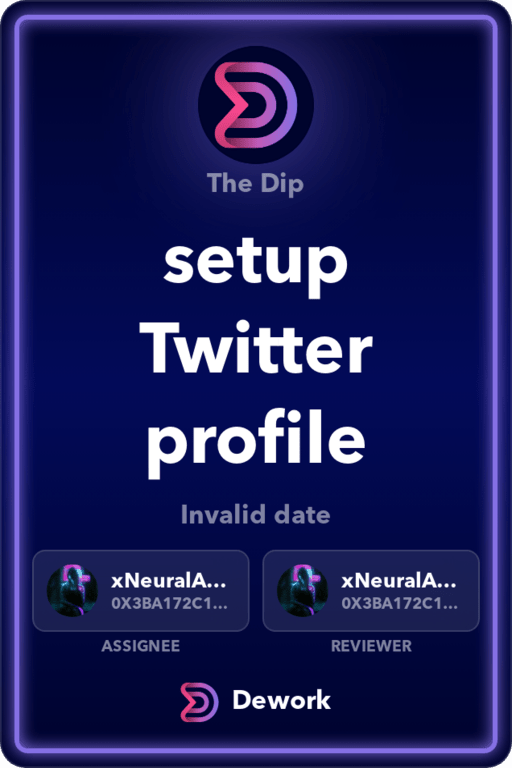 The Dip
setup
Twitter
profile
Invalid date
xNeuralA...
0X3BA172C1...
ASSIGNEE
xNeuralA...
0X3BA172C1...
REVIEWER
Dework